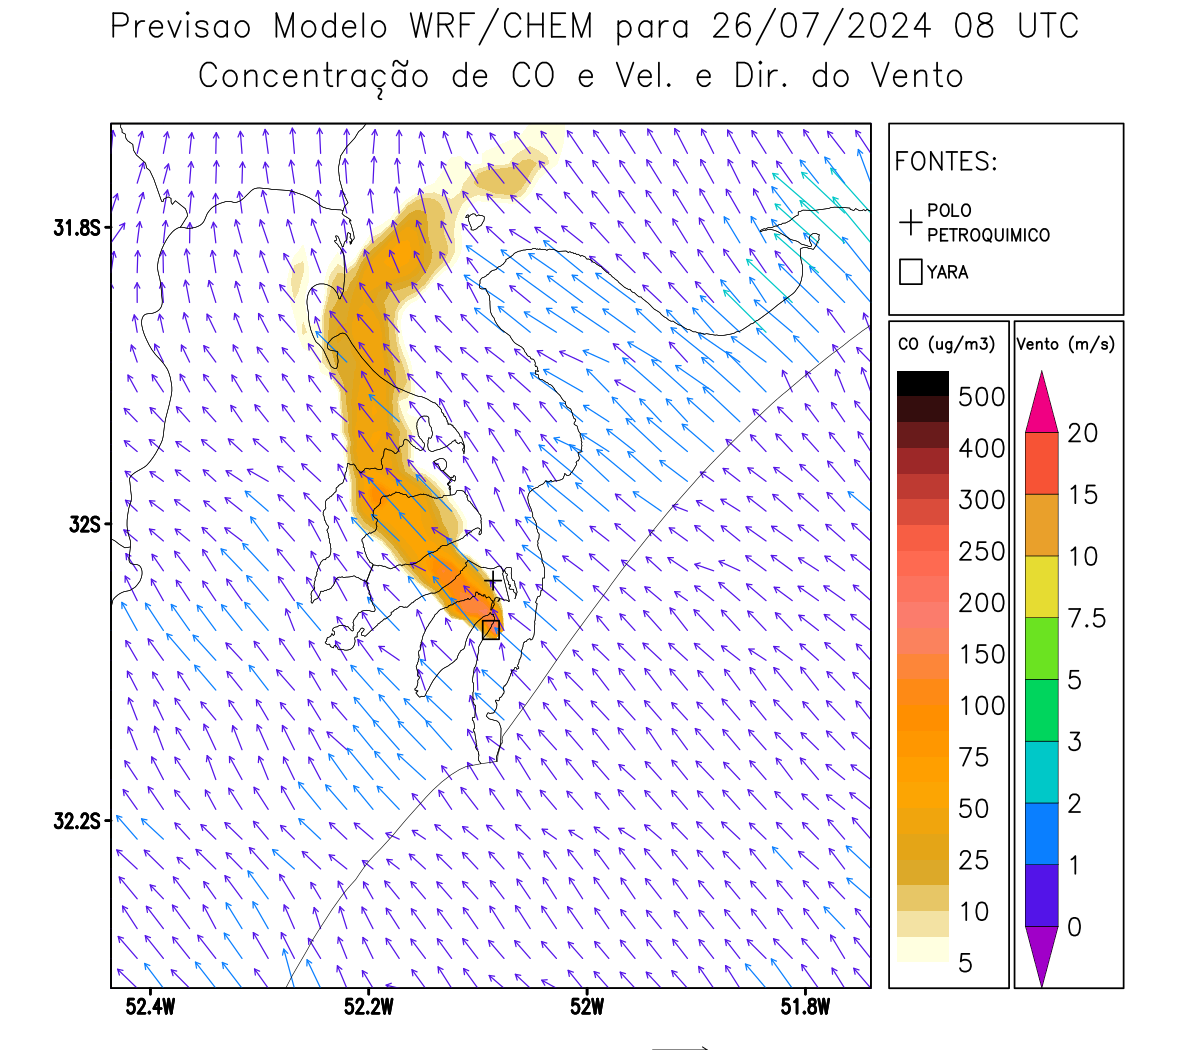 Previsao Modelo WRF/CHEM para 26/07/2024 08 UTC
Concentração de CO e Vel. e Dir. do Vento
FONTES:
POLO
PETROQUIMICO
YARA
CO (ug/m3)
500
400
300
250
200
150
100
75
50
25
10
5
Vento (m/s)
20
15
10
7.5
5
3
2
1
0
31.8S
32S
32.2S
52.4W
52.2W
52W
51.8W